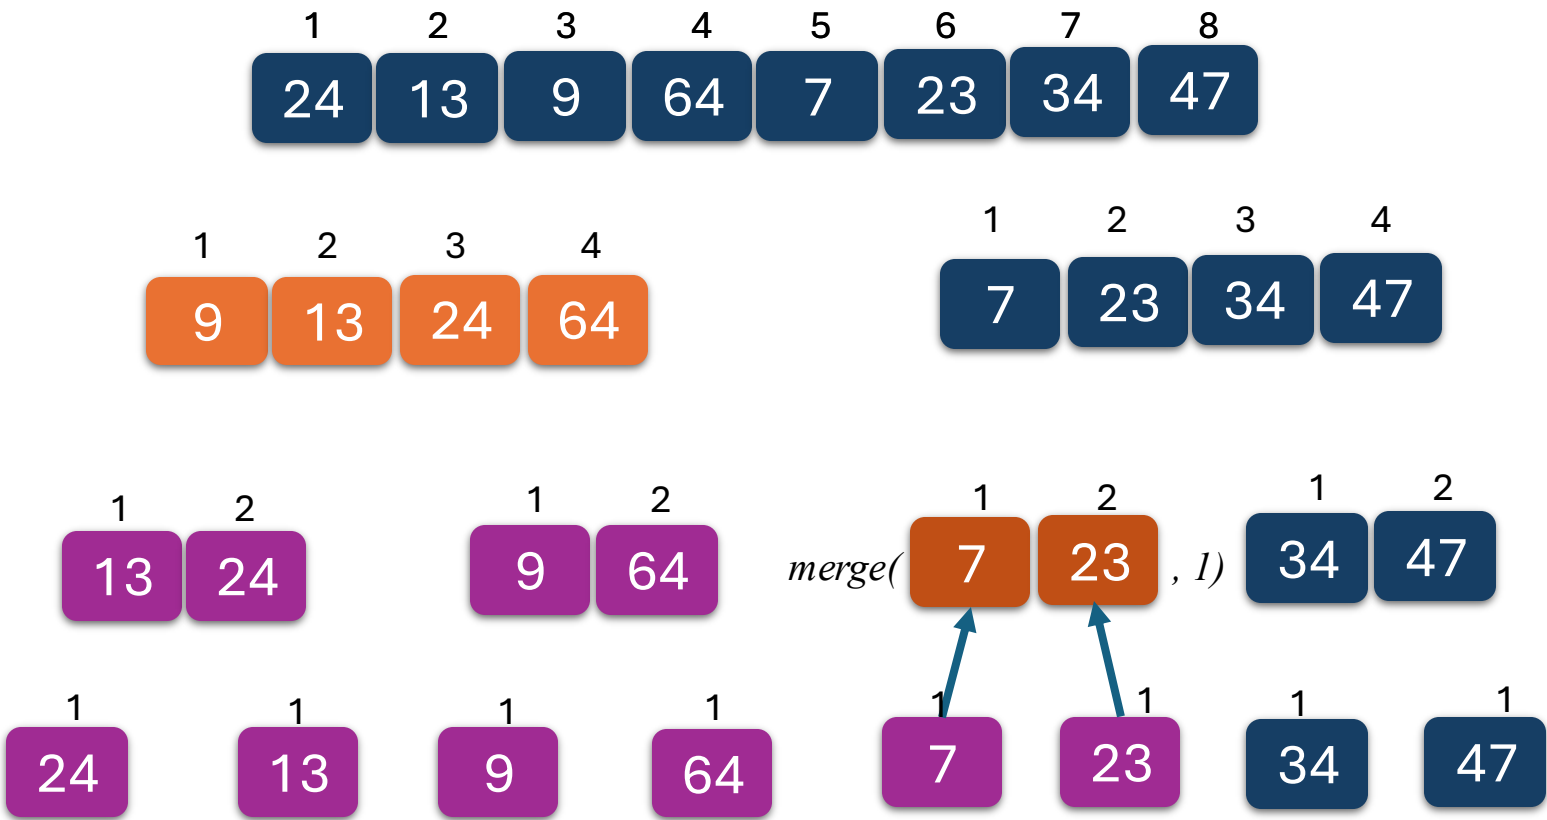 1 2 3 4 5 6 7 8
24 13 9 64 7 23 34 47
1 2 3 4
9 13 24 64
1 2 3 4
7 23 34 47
1 2
13 24
1 2
9 64
1 2
merge( 7 23 , 1)
1 2
34 47
1 1 1 1 1 1 1 1
24 13 9 64 7 23 34 47